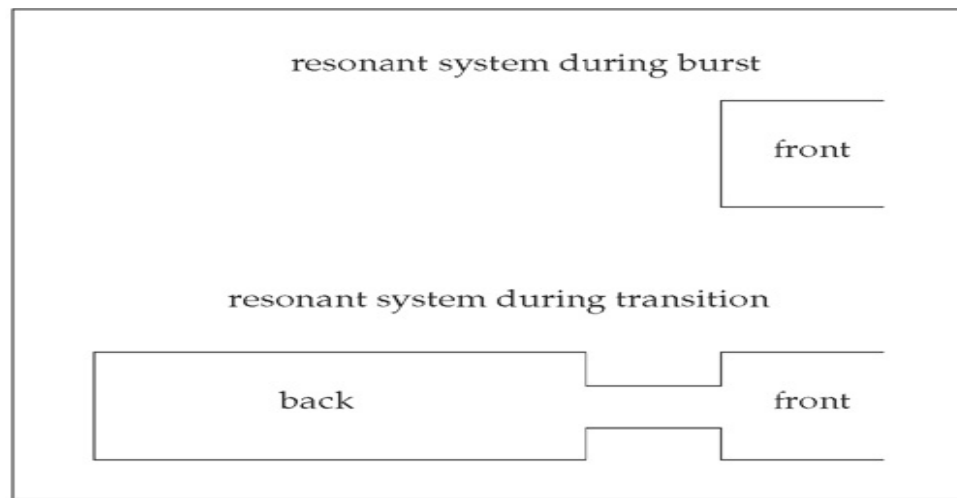 resonant system during burst
front
resonant system during transition
back front